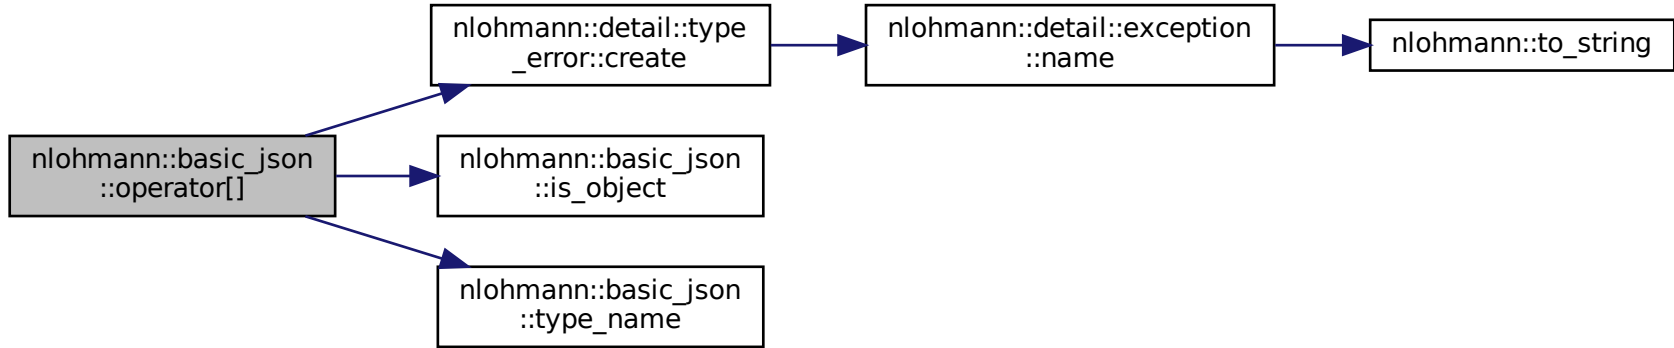 nlohmann::detail::type
_error::create
nlohmann::detail::exception
::name
nlohmann::to_string
nlohmann::basic_json
::operator[]
nlohmann::basic_json
::is_object
nlohmann::basic_json
::type_name